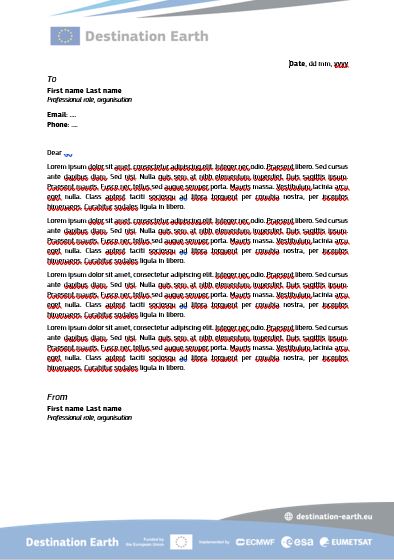 Destination Earth
Date, dd mm, yyyy
To
First name Last name
Professional role, organisation
Email: ...
Phone: ...
Dear ...
Lorem ipsum dolor sit amet, consectetur adipiscing elit. Integer nec odio. Praesent libero. Sed cursus
ante dapibus diam. Sed nisi. Nulla quis sem at nibh elementum imperdiet. Duis sagittis ipsum.
Praesent mauris. Fusce nec tellus sed augue semper porta. Mauris massa. Vestibulum lacinia arcu
eget nulla. Class aptent taciti sociosqu ad litora torquent per conubia nostra, per inceptos
himenaeos. Curabitur sodales ligula in libero.
Lorem ipsum dolor sit amet, consectetur adipiscing elit. Integer nec odio. Praesent libero. Sed cursus
ante dapibus diam. Sed nisi. Nulla quis sem at nibh elementum imperdiet. Duis sagittis ipsum.
Praesent mauris. Fusce nec tellus sed augue semper porta. Mauris massa. Vestibulum lacinia arcu
eget nulla. Class aptent taciti sociosqu ad litora torquent per conubia nostra, per inceptos
himenaeos. Curabitur sodales ligula in libero.
Lorem ipsum dolor sit amet, consectetur adipiscing elit. Integer nec odio. Praesent libero. Sed cursus
ante dapibus diam. Sed nisi. Nulla quis sem at nibh elementum imperdiet. Duis sagittis ipsum.
Praesent mauris. Fusce nec tellus sed augue semper porta. Mauris massa. Vestibulum lacinia arcu
eget nulla. Class aptent taciti sociosqu ad litora torquent per conubia nostra, per inceptos
himenaeos. Curabitur sodales ligula in libero.
Lorem ipsum dolor sit amet, consectetur adipiscing elit. Integer nec odio. Praesent libero. Sed cursus
ante dapibus diam. Sed nisi. Nulla quis sem at nibh elementum imperdiet. Duis sagittis ipsum.
Praesent mauris. Fusce nec tellus sed augue semper porta. Mauris massa. Vestibulum lacinia arcu
eget nulla. Class aptent taciti sociosqu ad litora torquent per conubia nostra, per inceptos
himenaeos. Curabitur sodales ligula in libero.
From
First name Last name
Professional role, organisation
destination-earth.eu
Destination Earth
Funded by
the European Union
Implemented by
ECMWF
esa
EUMETSAT